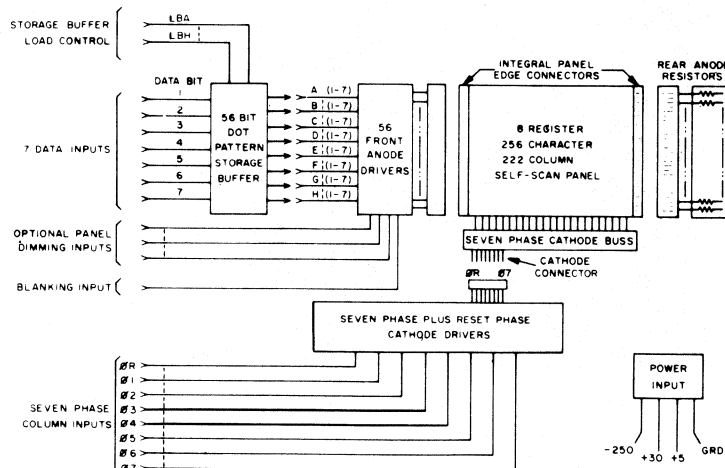 STORAGE BUFFER
LOAD CONTROL
LBA
LBH
DATA BIT
1
2
3
4
5
6
7
7 DATA INPUTS
56 BIT
DOT
PATTERN
STORAGE
BUFFER
A (1-7)
B (1-7)
C (1-7)
D (1-7)
E (1-7)
F (1-7)
G (1-7)
H (1-7)
56
FRONT
ANODE
DRIVERS
INTEGRAL PANEL
EDGE CONNECTORS
8 REGISTER
256 CHARACTER
222 COLUMN
SELF-SCAN PANEL
REAR ANODE
RESISTORS
OPTIONAL PANEL
DIMMING INPUTS
BLANKING INPUT
SEVEN PHASE CATHODE BUSS
CATHODE
CONNECTOR
ØR Ø7
SEVEN PHASE PLUS RESET PHASE
CATHODE DRIVERS
SEVEN PHASE
COLUMN INPUTS
ØR
Ø1
Ø2
Ø3
Ø4
Ø5
Ø6
Ø7
POWER
INPUT
-250 +30 +5 GRD